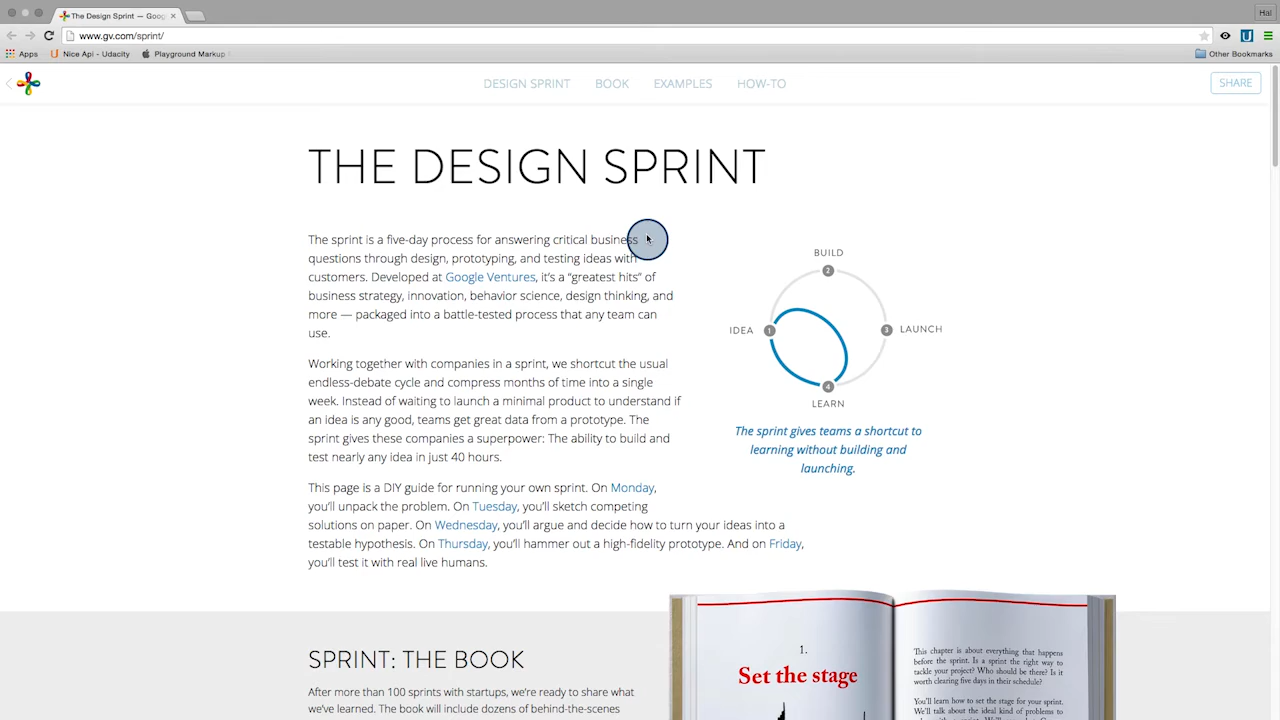 The Design Sprint — Goog
Hal
www.gv.com/sprint/
Apps
Nice Api - Udacity
Playground Markup
Other Bookmarks
DESIGN SPRINT
BOOK
EXAMPLES
HOW-TO
SHARE
THE DESIGN SPRINT
The sprint is a five-day process for answering critical business
questions through design, prototyping, and testing ideas with
customers. Developed at Google Ventures, it's a “greatest hits” of
business strategy, innovation, behavior science, design thinking, and
more — packaged into a battle-tested process that any team can
use.
Working together with companies in a sprint, we shortcut the usual
endless-debate cycle and compress months of time into a single
week. Instead of waiting to launch a minimal product to understand if
an idea is any good, teams get great data from a prototype. The
sprint gives these companies a superpower: The ability to build and
test nearly any idea in just 40 hours.
This page is a DIY guide for running your own sprint. On Monday,
you'll unpack the problem. On Tuesday, you'll sketch competing
solutions on paper. On Wednesday, you'll argue and decide how to turn your ideas into a
testable hypothesis. On Thursday, you'll hammer out a high-fidelity prototype. And on Friday,
you'll test it with real live humans.
BUILD
2
IDEA
1
3
LAUNCH
4
LEARN
The sprint gives teams a shortcut to
learning without building and
launching.
SPRINT: THE BOOK
After more than 100 sprints with startups, we're ready to share what
we've learned. The book will include dozens of behind-the-scenes
1.
Set the stage
This chapter is about everything that happens
before the sprint. Is a sprint the right way to
tackle your project? Who should be there? Is it
worth clearing five days in their schedule?
You'll learn how to set the stage for your sprint.
We'll talk about the ideal kind of problems to